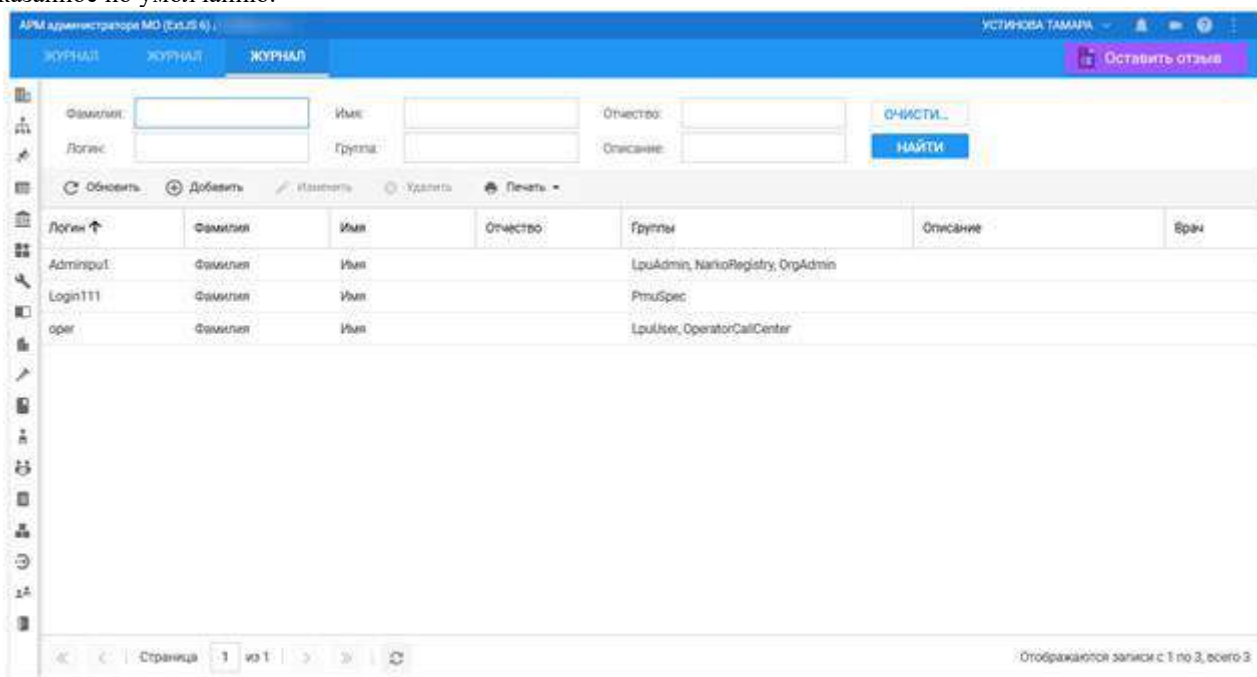 казанное по умолчанию.
АРМ администратора МО (ExtJS 6) /
УСТИНОВА ТАМАРА
ЖУРНАЛ ЖУРНАЛ ЖУРНАЛ Оставить отзыв
Фамилия: Имя: Отчество: ОЧИСТИ...
Логин: Группа: Описание: НАЙТИ
Обновить Добавить Изменить Удалить Печать
Логин Фамилия Имя Отчество Группы Описание Врач
Фамилия Имя LpuAdmin, NarkoRegistry, OrgAdmin
Login111 Фамилия Имя PmuSpec
oper Фамилия Имя LpuUser, OperatorCallCenter
Страница 1 из 1 Отображаются записи с 1 по 3, всего 3